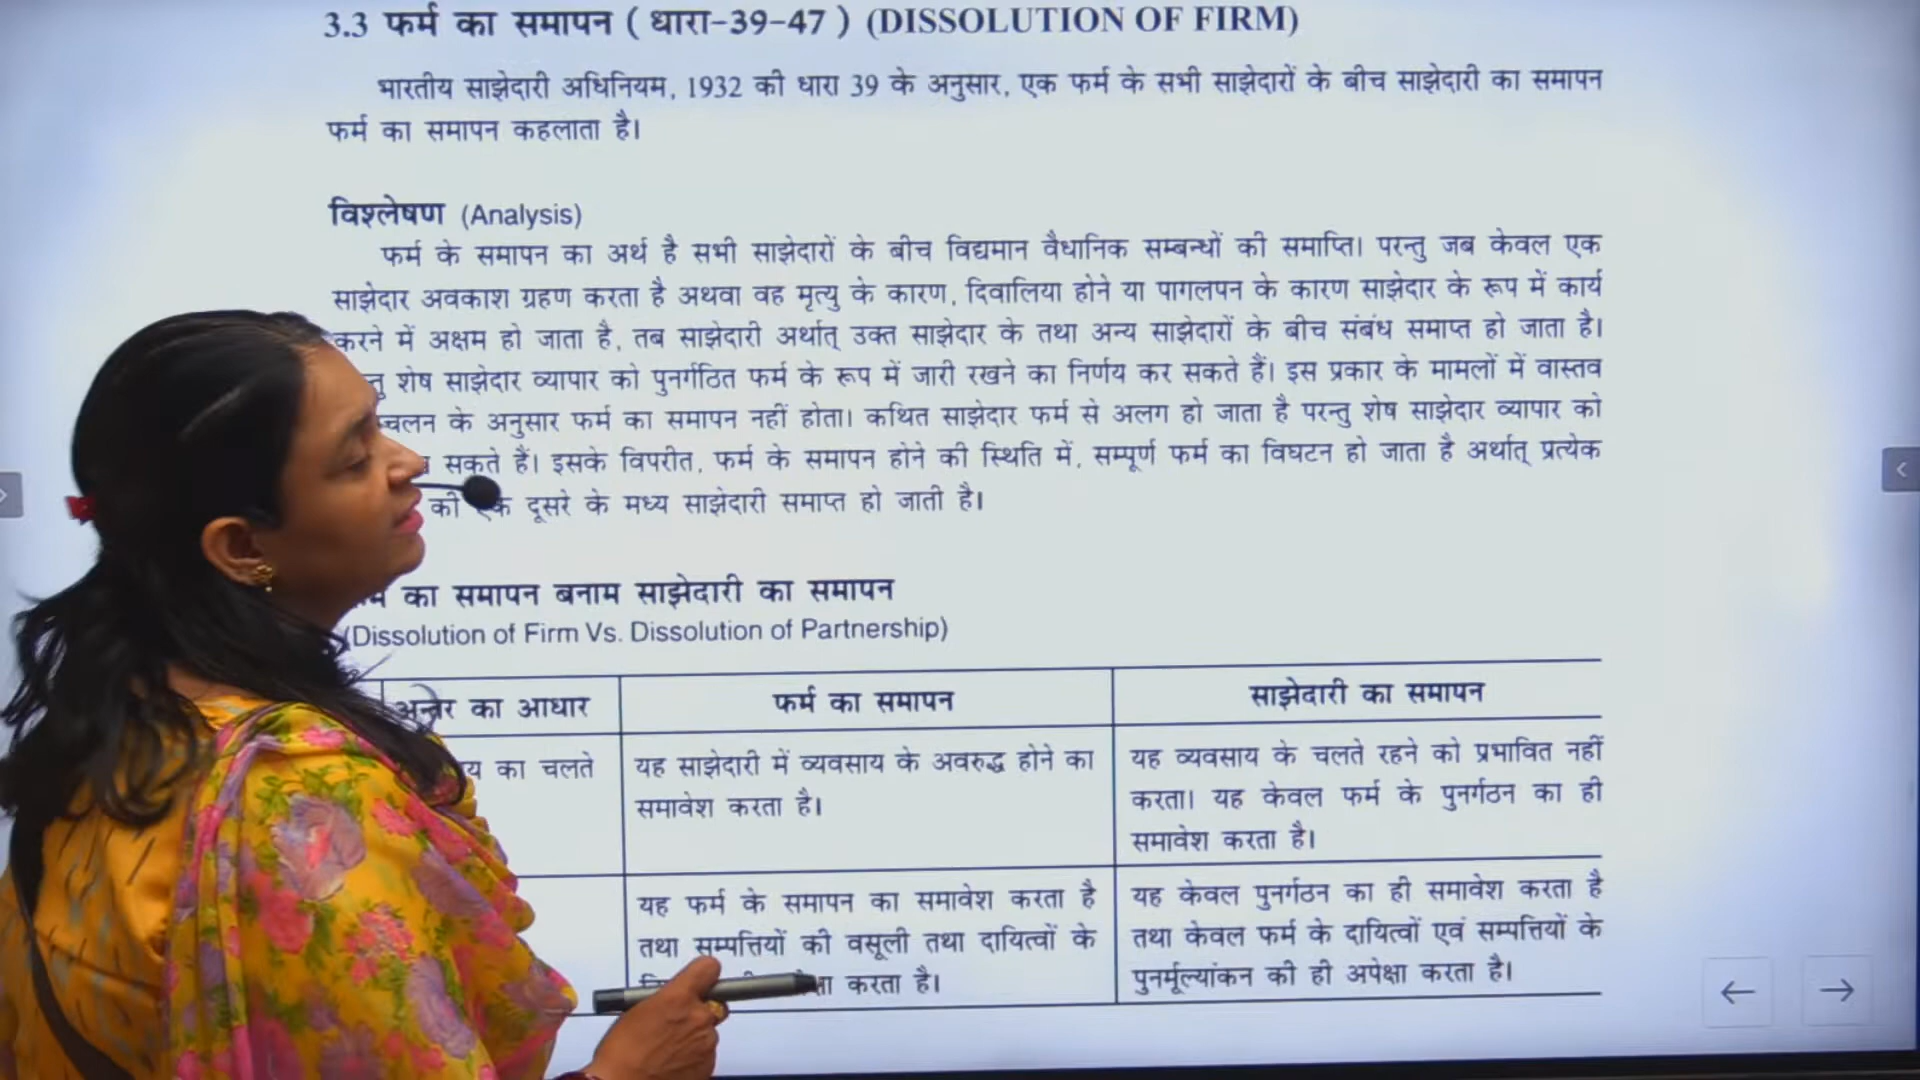 3.3 फर्म का समापन ( धारा-39-47 ) (DISSOLUTION OF FIRM)
भारतीय साझेदारी अधिनियम, 1932 की धारा 39 के अनुसार, एक फर्म के सभी साझेदारों के बीच साझेदारी का समापन
फर्म का समापन कहलाता है।
विश्लेषण (Analysis)
फर्म के समापन का अर्थ है सभी साझेदारों के बीच विद्यमान वैधानिक सम्बन्धों की समाप्ति। परन्तु जब केवल एक
साझेदार अवकाश ग्रहण करता है अथवा वह मृत्यु के कारण, दिवालिया होने या पागलपन के कारण साझेदार के रूप में कार्य
करने में अक्षम हो जाता है, तब साझेदारी अर्थात् उक्त साझेदार के तथा अन्य साझेदारों के बीच संबंध समाप्त हो जाता है।
शेष साझेदार व्यापार को पुनर्गठित फर्म के रूप में जारी रखने का निर्णय कर सकते हैं। इस प्रकार के मामलों में वास्तव
के अनुसार फर्म का समापन नहीं होता। कथित साझेदार फर्म से अलग हो जाता है परन्तु शेष साझेदार व्यापार को
सकते हैं। इसके विपरीत, फर्म के समापन होने की स्थिति में, सम्पूर्ण फर्म का विघटन हो जाता है अर्थात् प्रत्येक
की एक दूसरे के मध्य साझेदारी समाप्त हो जाती है।
का समापन बनाम साझेदारी का समापन
(Dissolution of Firm Vs. Dissolution of Partnership)
अन्तर का आधार
फर्म का समापन
साझेदारी का समापन
का चलते
यह साझेदारी में व्यवसाय के अवरुद्ध होने का
समावेश करता है।
यह व्यवसाय के चलते रहने को प्रभावित नहीं
करता। यह केवल फर्म के पुनर्गठन का ही
समावेश करता है।
यह फर्म के समापन का समावेश करता है
तथा सम्पत्तियों की वसूली तथा दायित्वों के
करता है।
यह केवल पुनर्गठन का ही समावेश करता है
तथा केवल फर्म के दायित्वों एवं सम्पत्तियों के
पुनर्मूल्यांकन की ही अपेक्षा करता है।